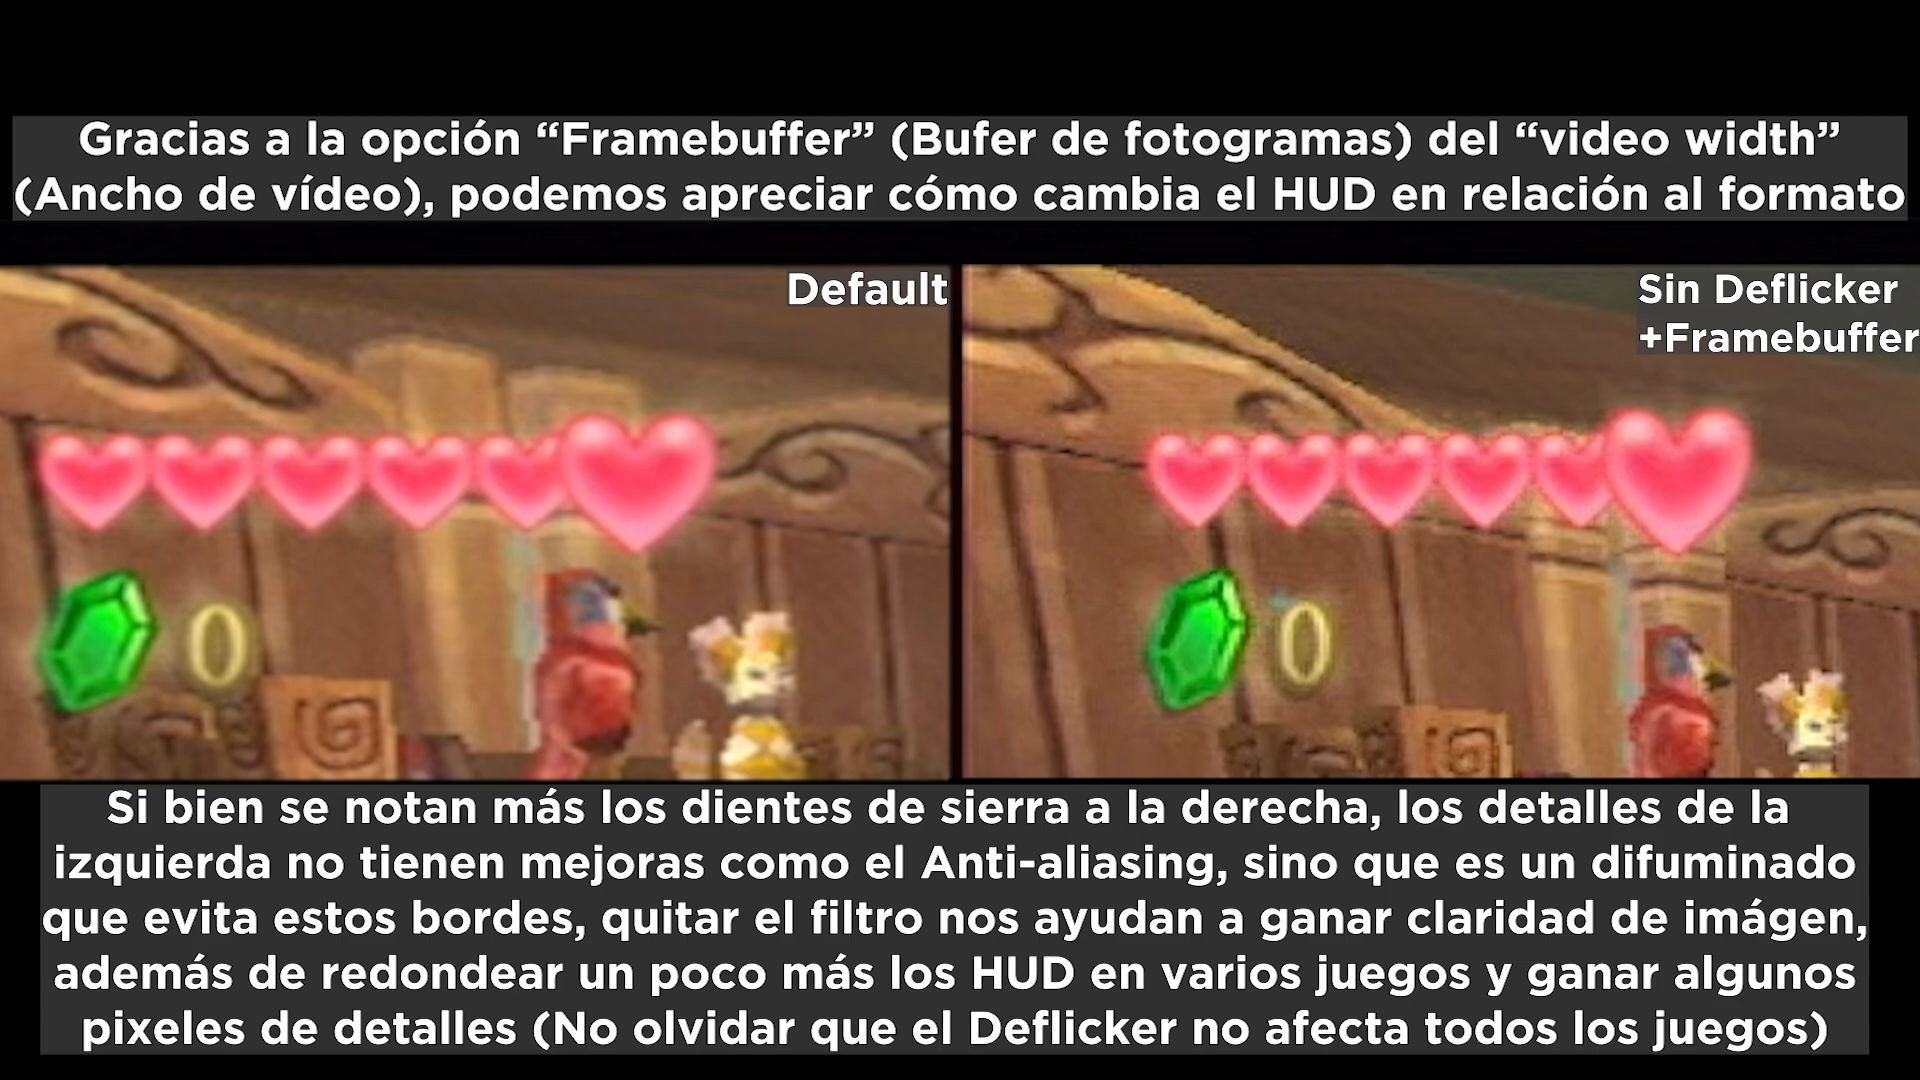 Gracias a la opción “Framebuffer” (Bufer de fotogramas) del “video width”
(Ancho de vídeo), podemos apreciar cómo cambia el HUD en relación al formato
Default
Sin Deflicker
+Framebuffer
0
0
Si bien se notan más los dientes de sierra a la derecha, los detalles de la
izquierda no tienen mejoras como el Anti-aliasing, sino que es un difuminado
que evita estos bordes, quitar el filtro nos ayudan a ganar claridad de imágen,
además de redondear un poco más los HUD en varios juegos y ganar algunos
pixeles de detalles (No olvidar que el Deflicker no afecta todos los juegos)